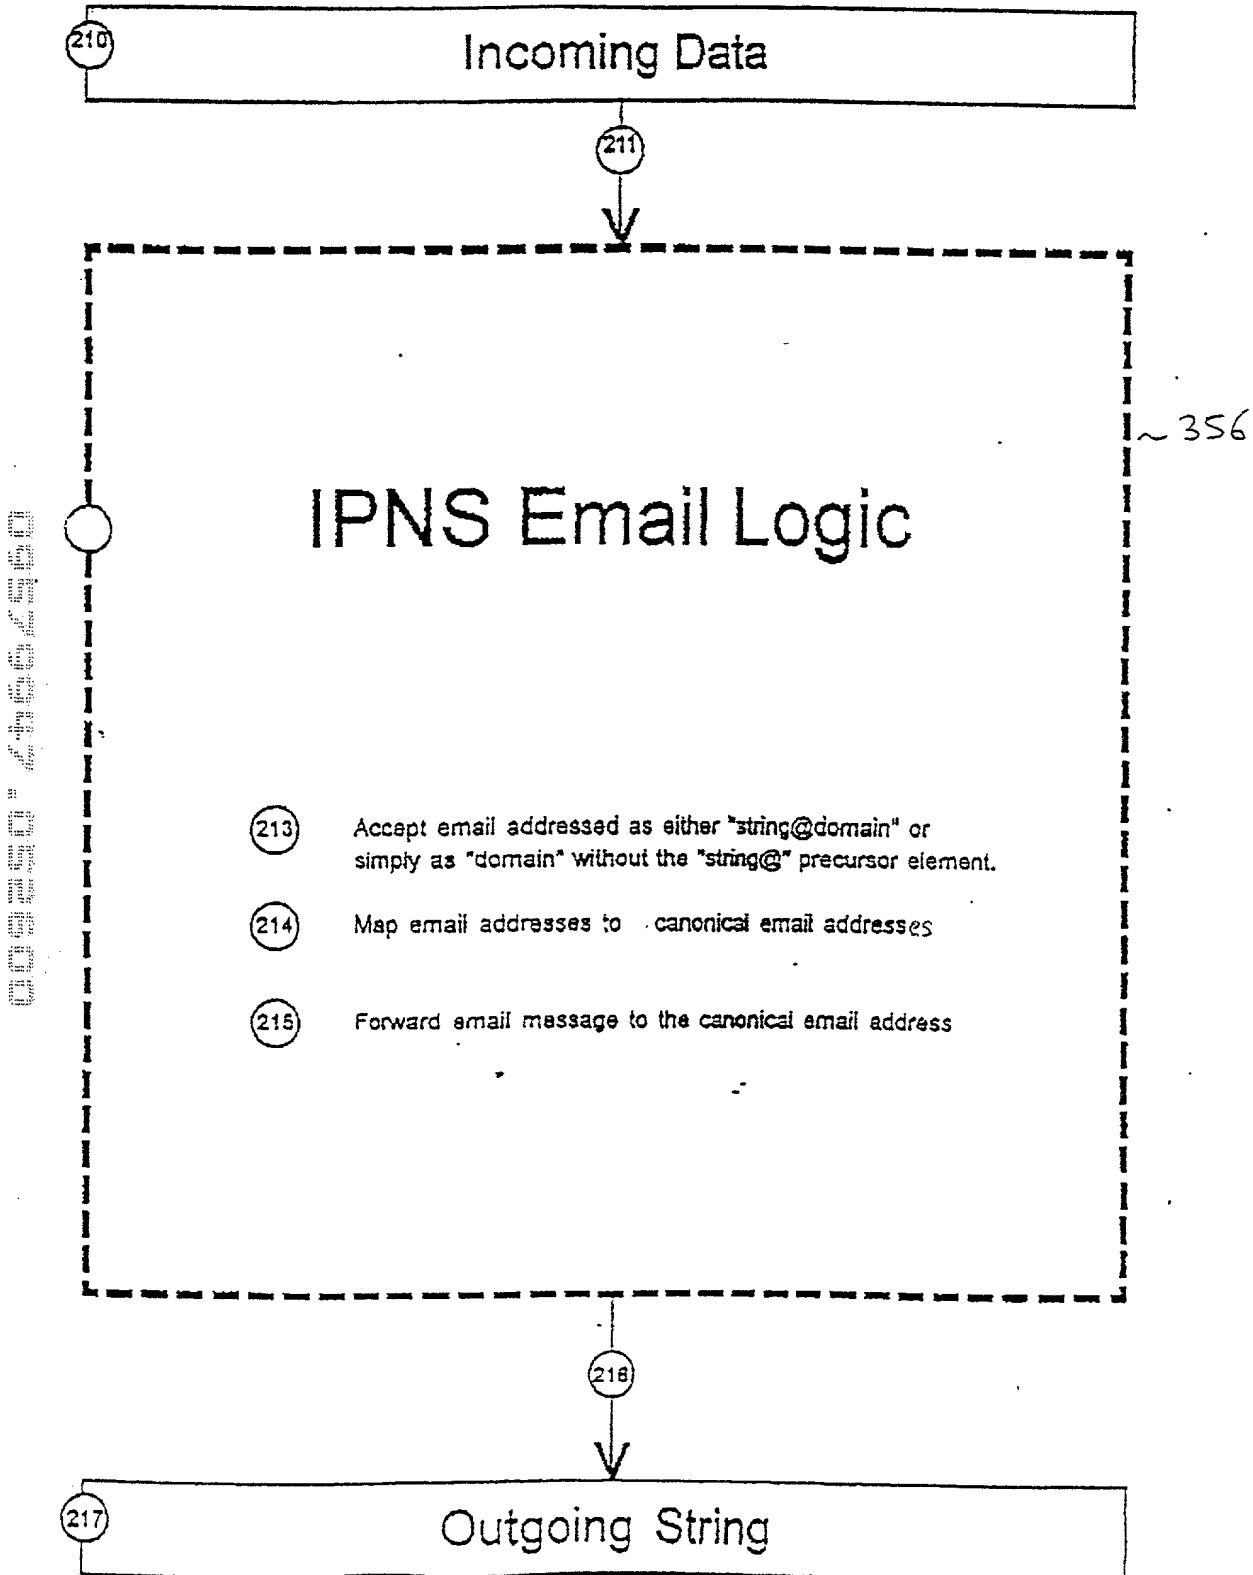 210
Incoming Data
211
~ 356
IPNS Email Logic
213 Accept email addressed as either "string@domain" or
simply as "domain" without the "string@" precursor element.
214 Map email addresses to canonical email addresses
215 Forward email message to the canonical email address
216
217
Outgoing String